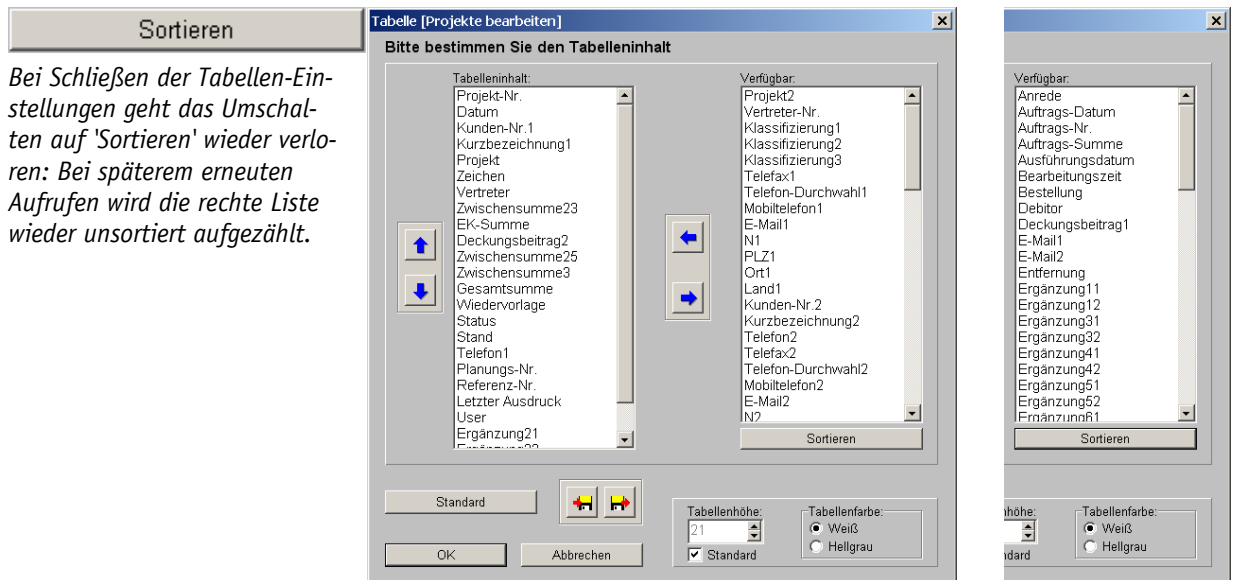 Sortieren
Bei Schließen der Tabellen-Ein-
stellungen geht das Umschal-
ten auf 'Sortieren' wieder verlo-
ren: Bei späterem erneuten
Aufrufen wird die rechte Liste
wieder unsortiert aufgezählt.
Tabelle [Projekte bearbeiten]
Bitte bestimmen Sie den Tabelleninhalt
Tabelleninhalt:
Projekt-Nr.
Datum
Kunden-Nr.1
Kurzbezeichnung1
Projekt
Zeichen
Vertreter
Zwischensumme23
EK-Summe
Deckungsbeitrag2
Zwischensumme25
Zwischensumme3
Gesamtsumme
Wiedervorlage
Status
Stand
Telefon1
Planungs-Nr.
Referenz-Nr.
Letzter Ausdruck
User
Ergänzung21
Verfügbar:
Projekt2
Vertreter-Nr.
Klassifizierung1
Klassifizierung2
Klassifizierung3
Telefax1
Telefon-Durchwahl1
Mobiltelefon1
E-Mail1
N1
PLZ1
Ort1
Land1
Kunden-Nr.2
Kurzbezeichnung2
Telefon2
Telefax2
Telefon-Durchwahl2
Mobiltelefon2
E-Mail2
N2
Sortieren
Standard
OK
Abbrechen
Tabellenhöhe:
21
Standard
Tabellenfarbe:
Weiß
Hellgrau
Verfügbar:
Anrede
Auftrags-Datum
Auftrags-Nr.
Auftrags-Summe
Ausführungsdatum
Bearbeitungszeit
Bestellung
Debitor
Deckungsbeitrag1
E-Mail1
E-Mail2
Entfernung
Ergänzung11
Ergänzung12
Ergänzung31
Ergänzung32
Ergänzung41
Ergänzung42
Ergänzung51
Ergänzung52
Ergänzung61
Sortieren
nhöhe:
dard
Tabellenfarbe:
Weiß
Hellgrau